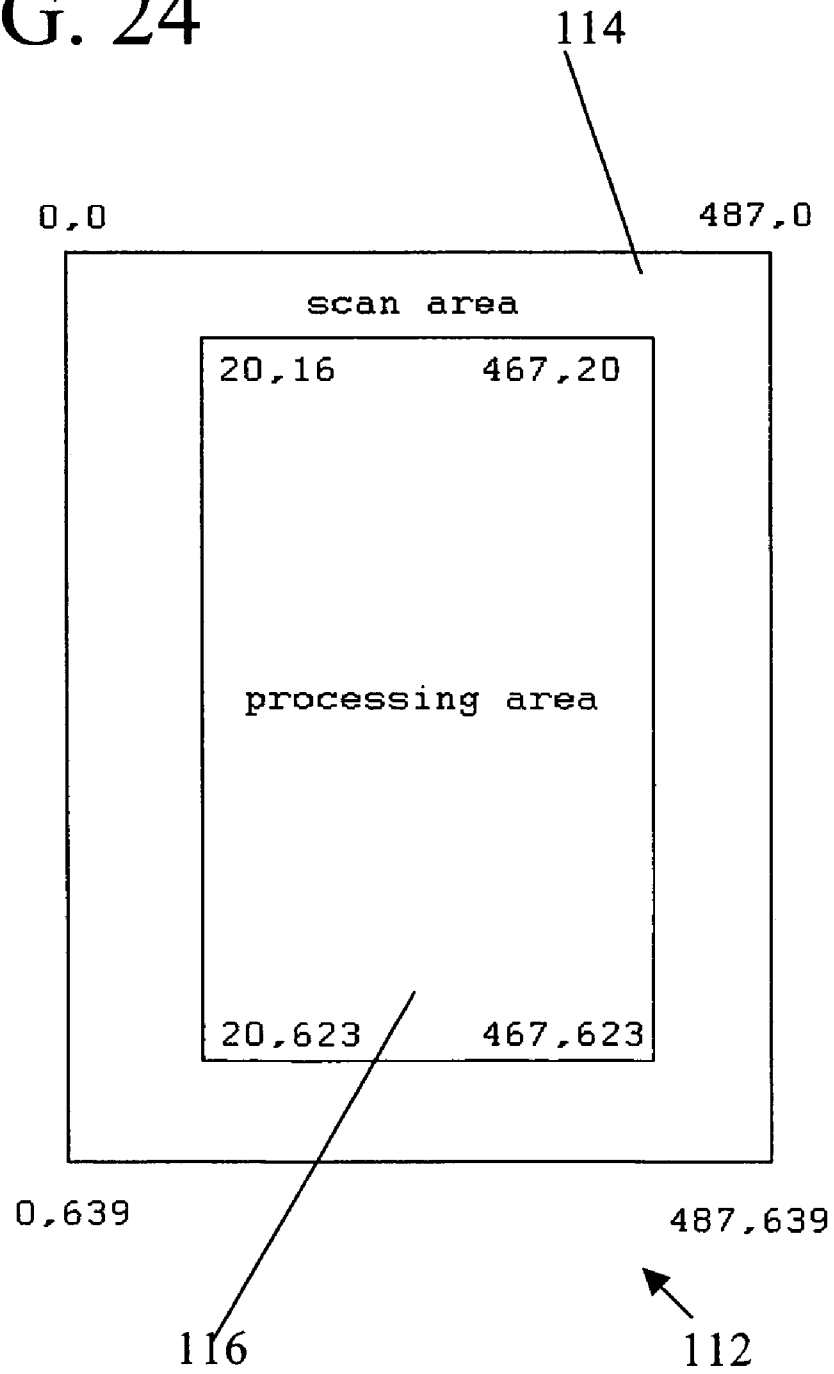 G. 24
114
0,0 487,0
scan area
20,16 467,20
processing area
20,623 467,623
0,639 487,639
116 112